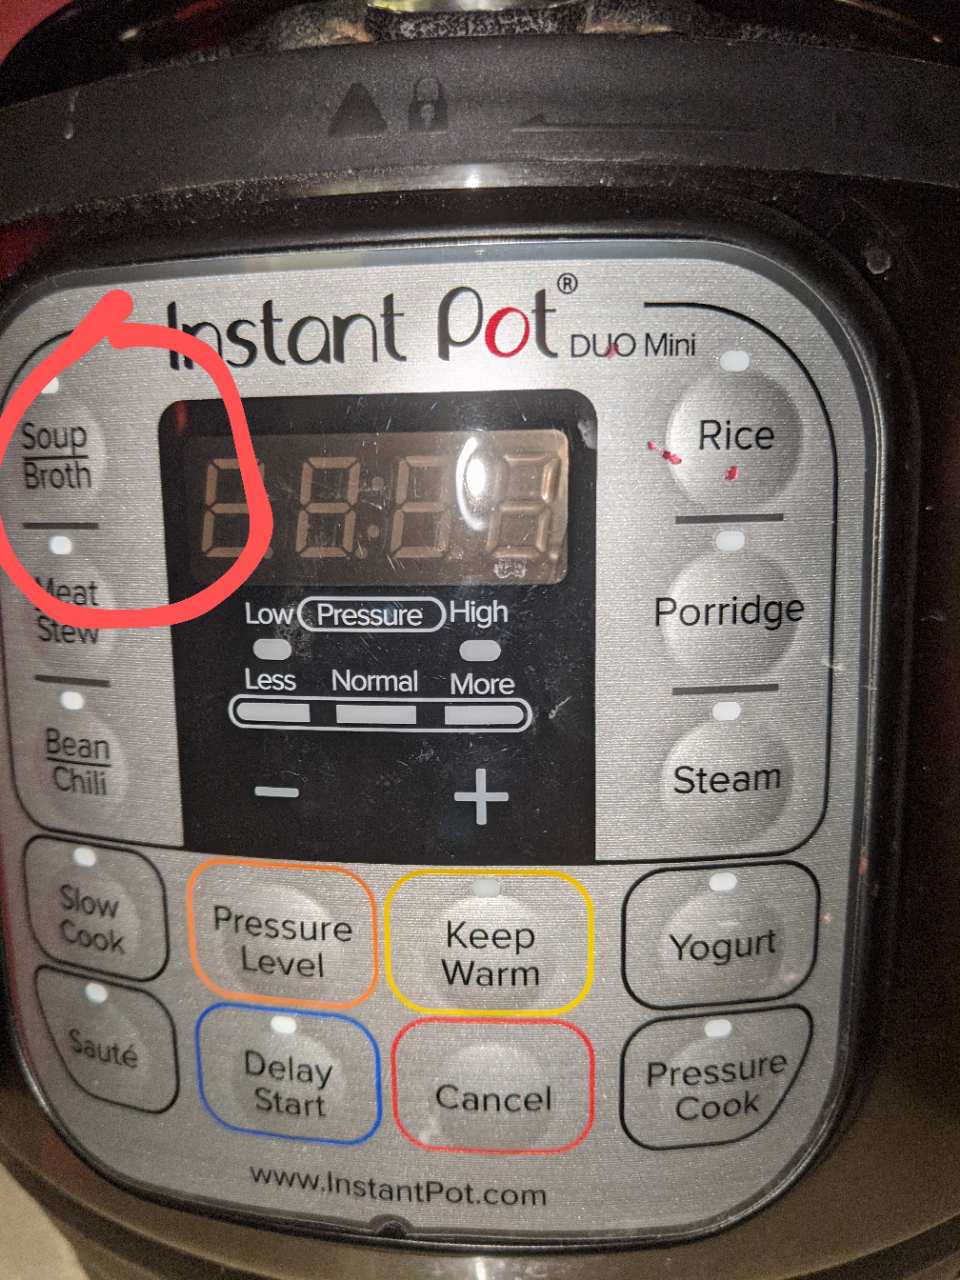 Instant Pot®
DUO Mini
Soup
Broth
Meat
Stew
Bean
Chili
Low Pressure High
Less Normal More
− +
Rice
Porridge
Steam
Slow
Cook
Sauté
Pressure
Level
Keep
Warm
Delay
Start
Cancel
Yogurt
Pressure
Cook
www.InstantPot.com